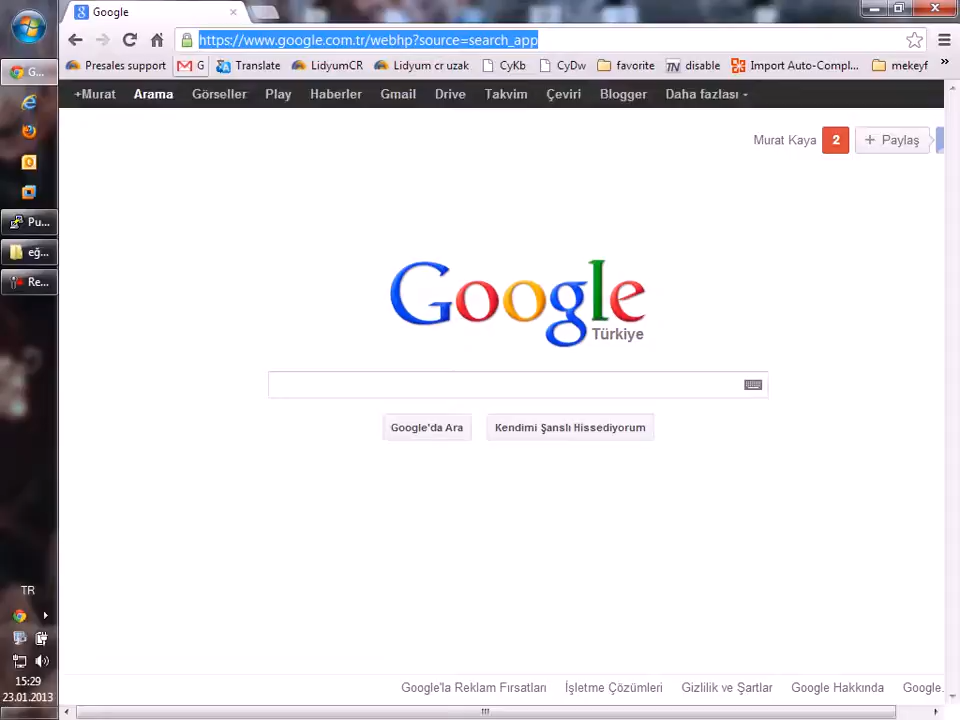 Google
https://www.google.com.tr/webhp?source=search_app
G...
Presales support G Translate LidyumCR Lidyum cr uzak CyKb CyDw favorite disable Import Auto-Compl... mekeyf »
+Murat Arama Görseller Play Haberler Gmail Drive Takvim Çeviri Blogger Daha fazlası
Murat Kaya 2 + Paylaş
Pu...
eğ...
Re...
Google
Türkiye
Google'da Ara Kendimi Şanslı Hissediyorum
TR
15:29
23.01.2013
Google'la Reklam Fırsatları İşletme Çözümleri Gizlilik ve Şartlar Google Hakkında Google.